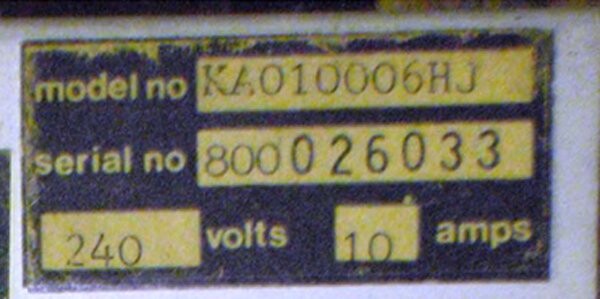 model no KA010006HJ
serial no 800026033
240 volts 10 amps